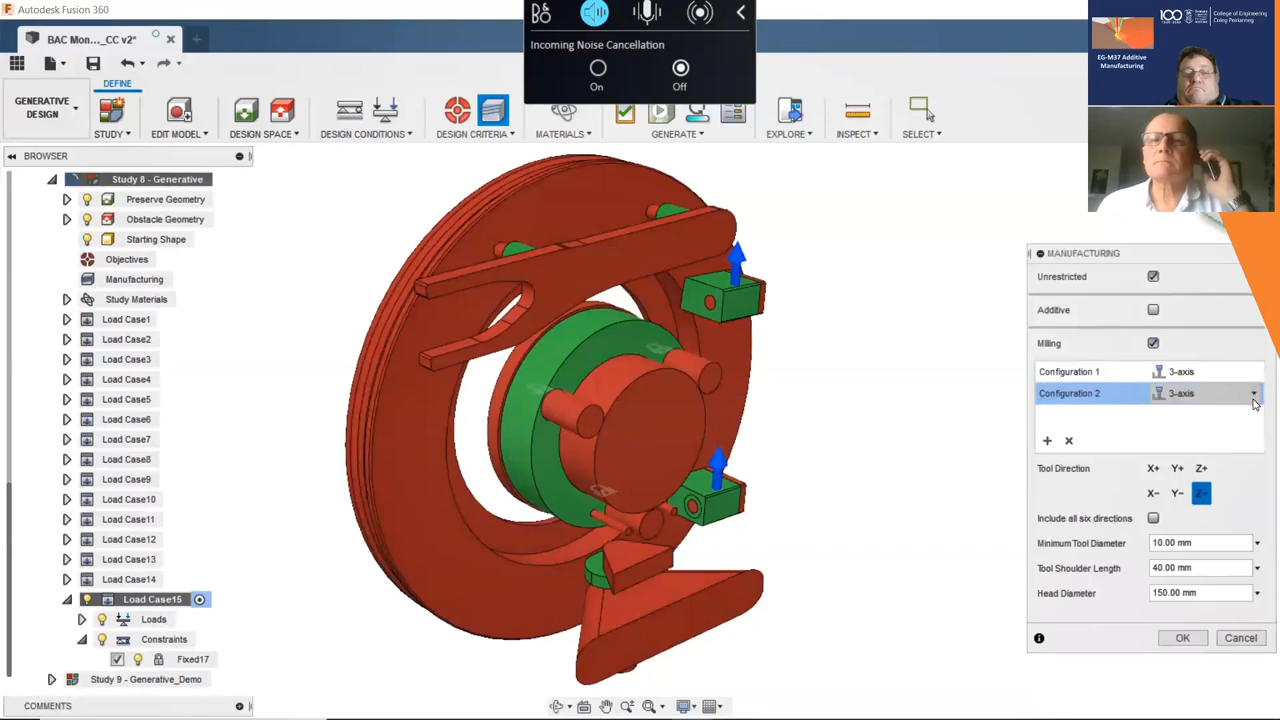 Autodesk Fusion 360
BAC Mon..._CC v2*
Incoming Noise Cancellation
On
Off
DEFINE
GENERATIVE
DESIGN
STUDY
EDIT MODEL
DESIGN SPACE
DESIGN CONDITIONS
DESIGN CRITERIA
MATERIALS
GENERATE
EXPLORE
INSPECT
SELECT
BROWSER
Study 8 - Generative
Preserve Geometry
Obstacle Geometry
Starting Shape
Objectives
Manufacturing
Study Materials
Load Case1
Load Case2
Load Case3
Load Case4
Load Case5
Load Case6
Load Case7
Load Case8
Load Case9
Load Case10
Load Case11
Load Case12
Load Case13
Load Case14
Load Case15
Loads
Constraints
Fixed17
Study 9 - Generative_Demo
COMMENTS
EG-M37 Additive
Manufacturing
100
College of Engineering
Coleg Peirianneg
MANUFACTURING
Unrestricted
Additive
Milling
Configuration 1 3-axis
Configuration 2 3-axis
Tool Direction X+ Y+ Z+
X- Y- Z-
Include all six directions
Minimum Tool Diameter 10.00 mm
Tool Shoulder Length 40.00 mm
Head Diameter 150.00 mm
OK Cancel